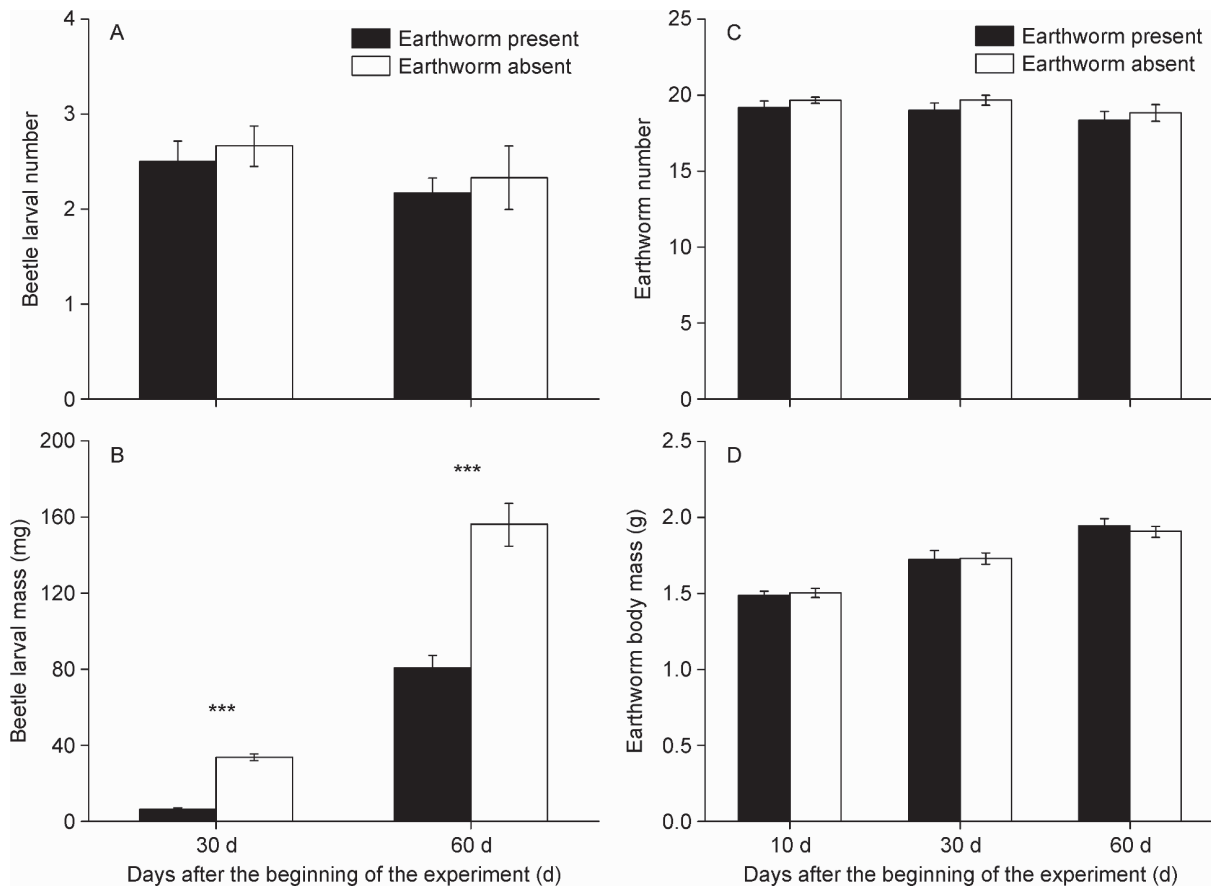 A
Earthworm present
Earthworm absent
4
3
2
1
0
Beetle larval number
C
Earthworm present
Earthworm absent
25
20
15
10
5
0
Earthworm number
B
***
***
200
160
120
80
40
0
Beetle larval mass (mg)
30 d
60 d
Days after the beginning of the experiment (d)
D
2.5
2.0
1.5
1.0
0.5
0.0
Earthworm body mass (g)
10 d
30 d
60 d
Days after the beginning of the experiment (d)